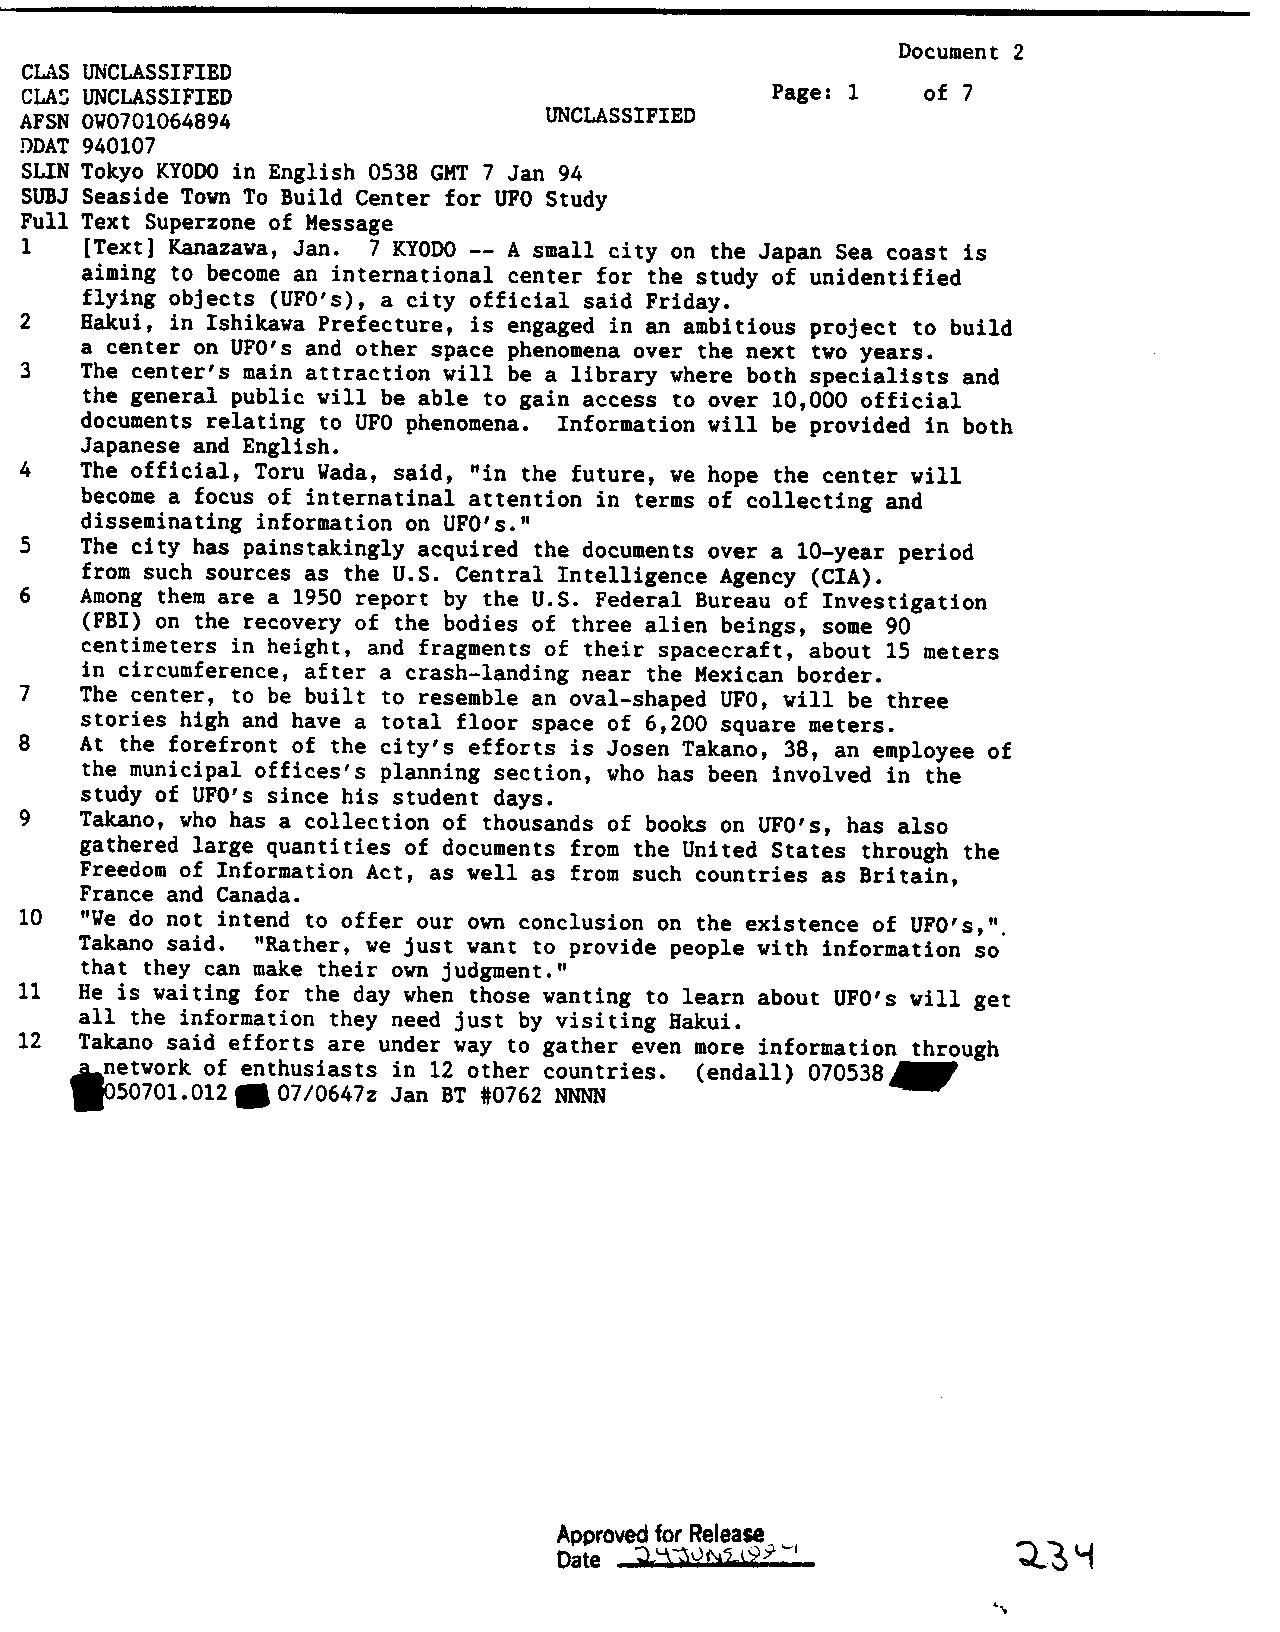 Document 2
CLAS UNCLASSIFIED
CLAS UNCLASSIFIED
Page: 1 of 7
UNCLASSIFIED
AFSN OW0701064894
DDAT 940107
SLIN Tokyo KYODO in English 0538 GMT 7 Jan 94
SUBJ Seaside Town To Build Center for UFO Study
Full Text Superzone of Message
1 [Text] Kanazawa, Jan. 7 KYODO -- A small city on the Japan Sea coast is
aiming to become an international center for the study of unidentified
flying objects (UFO's), a city official said Friday.
2 Hakui, in Ishikawa Prefecture, is engaged in an ambitious project to build
a center on UFO's and other space phenomena over the next two years.
3 The center's main attraction will be a library where both specialists and
the general public will be able to gain access to over 10,000 official
documents relating to UFO phenomena. Information will be provided in both
Japanese and English.
4 The official, Toru Wada, said, "in the future, we hope the center will
become a focus of internatinal attention in terms of collecting and
disseminating information on UFO's."
5 The city has painstakingly acquired the documents over a 10-year period
from such sources as the U.S. Central Intelligence Agency (CIA).
6 Among them are a 1950 report by the U.S. Federal Bureau of Investigation
(FBI) on the recovery of the bodies of three alien beings, some 90
centimeters in height, and fragments of their spacecraft, about 15 meters
in circumference, after a crash-landing near the Mexican border.
7 The center, to be built to resemble an oval-shaped UFO, will be three
stories high and have a total floor space of 6,200 square meters.
8 At the forefront of the city's efforts is Josen Takano, 38, an employee of
the municipal offices's planning section, who has been involved in the
study of UFO's since his student days.
9 Takano, who has a collection of thousands of books on UFO's, has also
gathered large quantities of documents from the United States through the
Freedom of Information Act, as well as from such countries as Britain,
France and Canada.
10 "We do not intend to offer our own conclusion on the existence of UFO's,".
Takano said. "Rather, we just want to provide people with information so
that they can make their own judgment."
11 He is waiting for the day when those wanting to learn about UFO's will get
all the information they need just by visiting Hakui.
12 Takano said efforts are under way to gather even more information through
a network of enthusiasts in 12 other countries. (endall) 070538
050701.012 07/0647z Jan BT #0762 NNNN
Approved for Release
Date 24 JUNE 1994
234